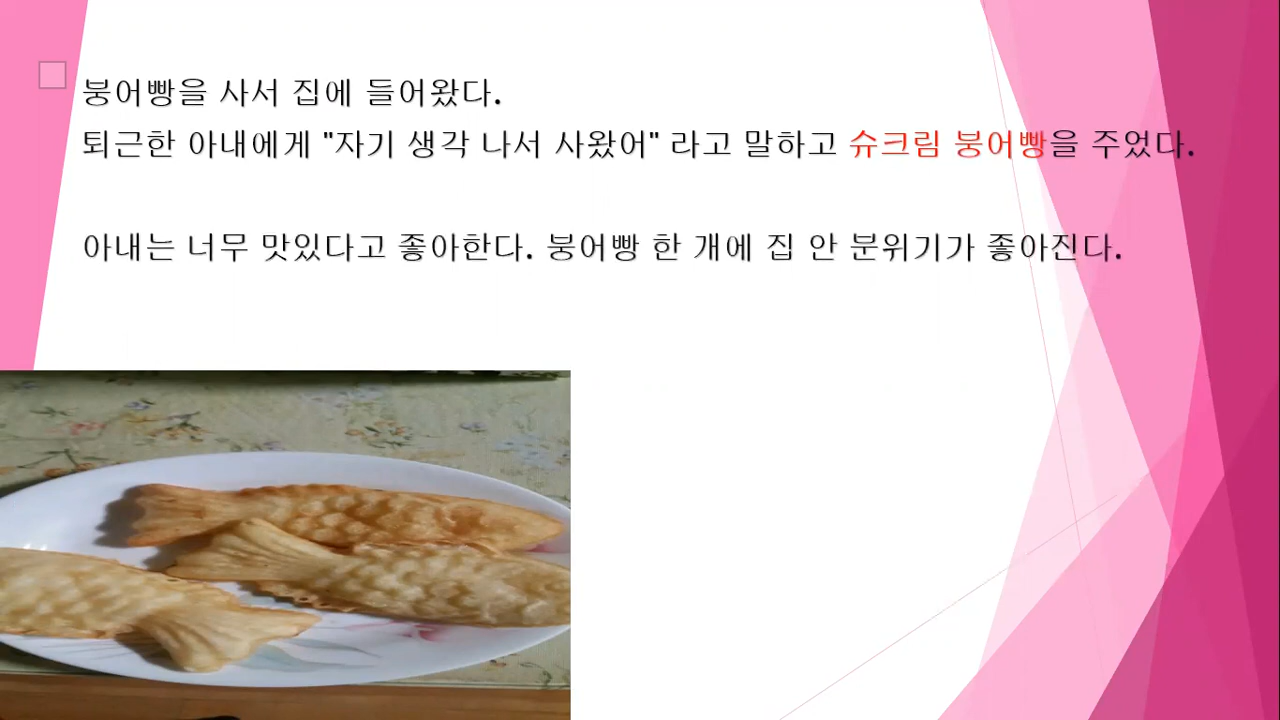 붕어빵을 사서 집에 들어왔다.
퇴근한 아내에게 "자기 생각 나서 사왔어" 라고 말하고 슈크림 붕어빵을 주었다.
아내는 너무 맛있다고 좋아한다. 붕어빵 한 개에 집 안 분위기가 좋아진다.